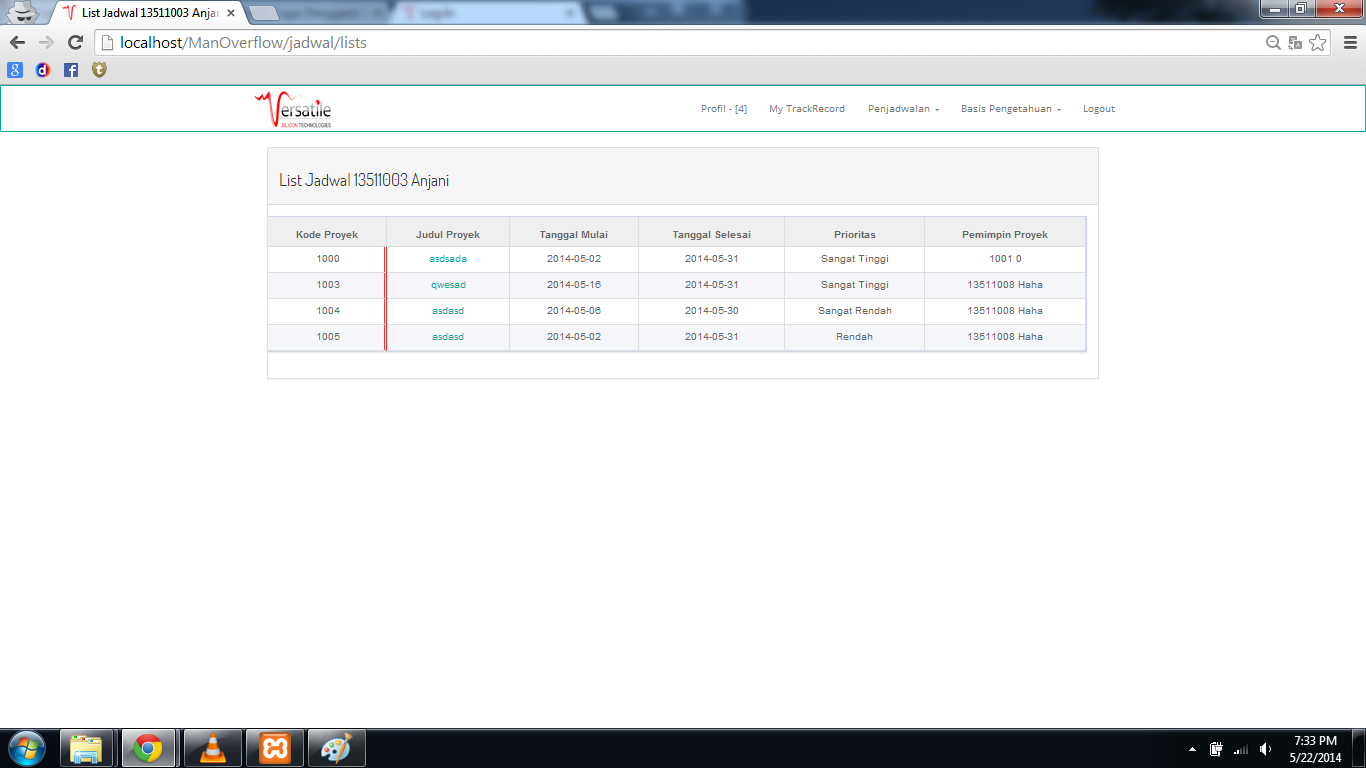 List Jadwal 13511003 Anjar
Log In
localhost/ManOverflow/jadwal/lists
Versatile
SILICON TECHNOLOGIES
Profil - [4] My TrackRecord Penjadwalan Basis Pengetahuan Logout
List Jadwal 13511003 Anjani
Kode Proyek Judul Proyek Tanggal Mulai Tanggal Selesai Prioritas Pemimpin Proyek
1000 asdsada 2014-05-02 2014-05-31 Sangat Tinggi 1001 0
1003 qwesad 2014-05-16 2014-05-31 Sangat Tinggi 13511008 Haha
1004 asdasd 2014-05-06 2014-05-30 Sangat Rendah 13511008 Haha
1005 asdasd 2014-05-02 2014-05-31 Rendah 13511008 Haha
7:33 PM
5/22/2014